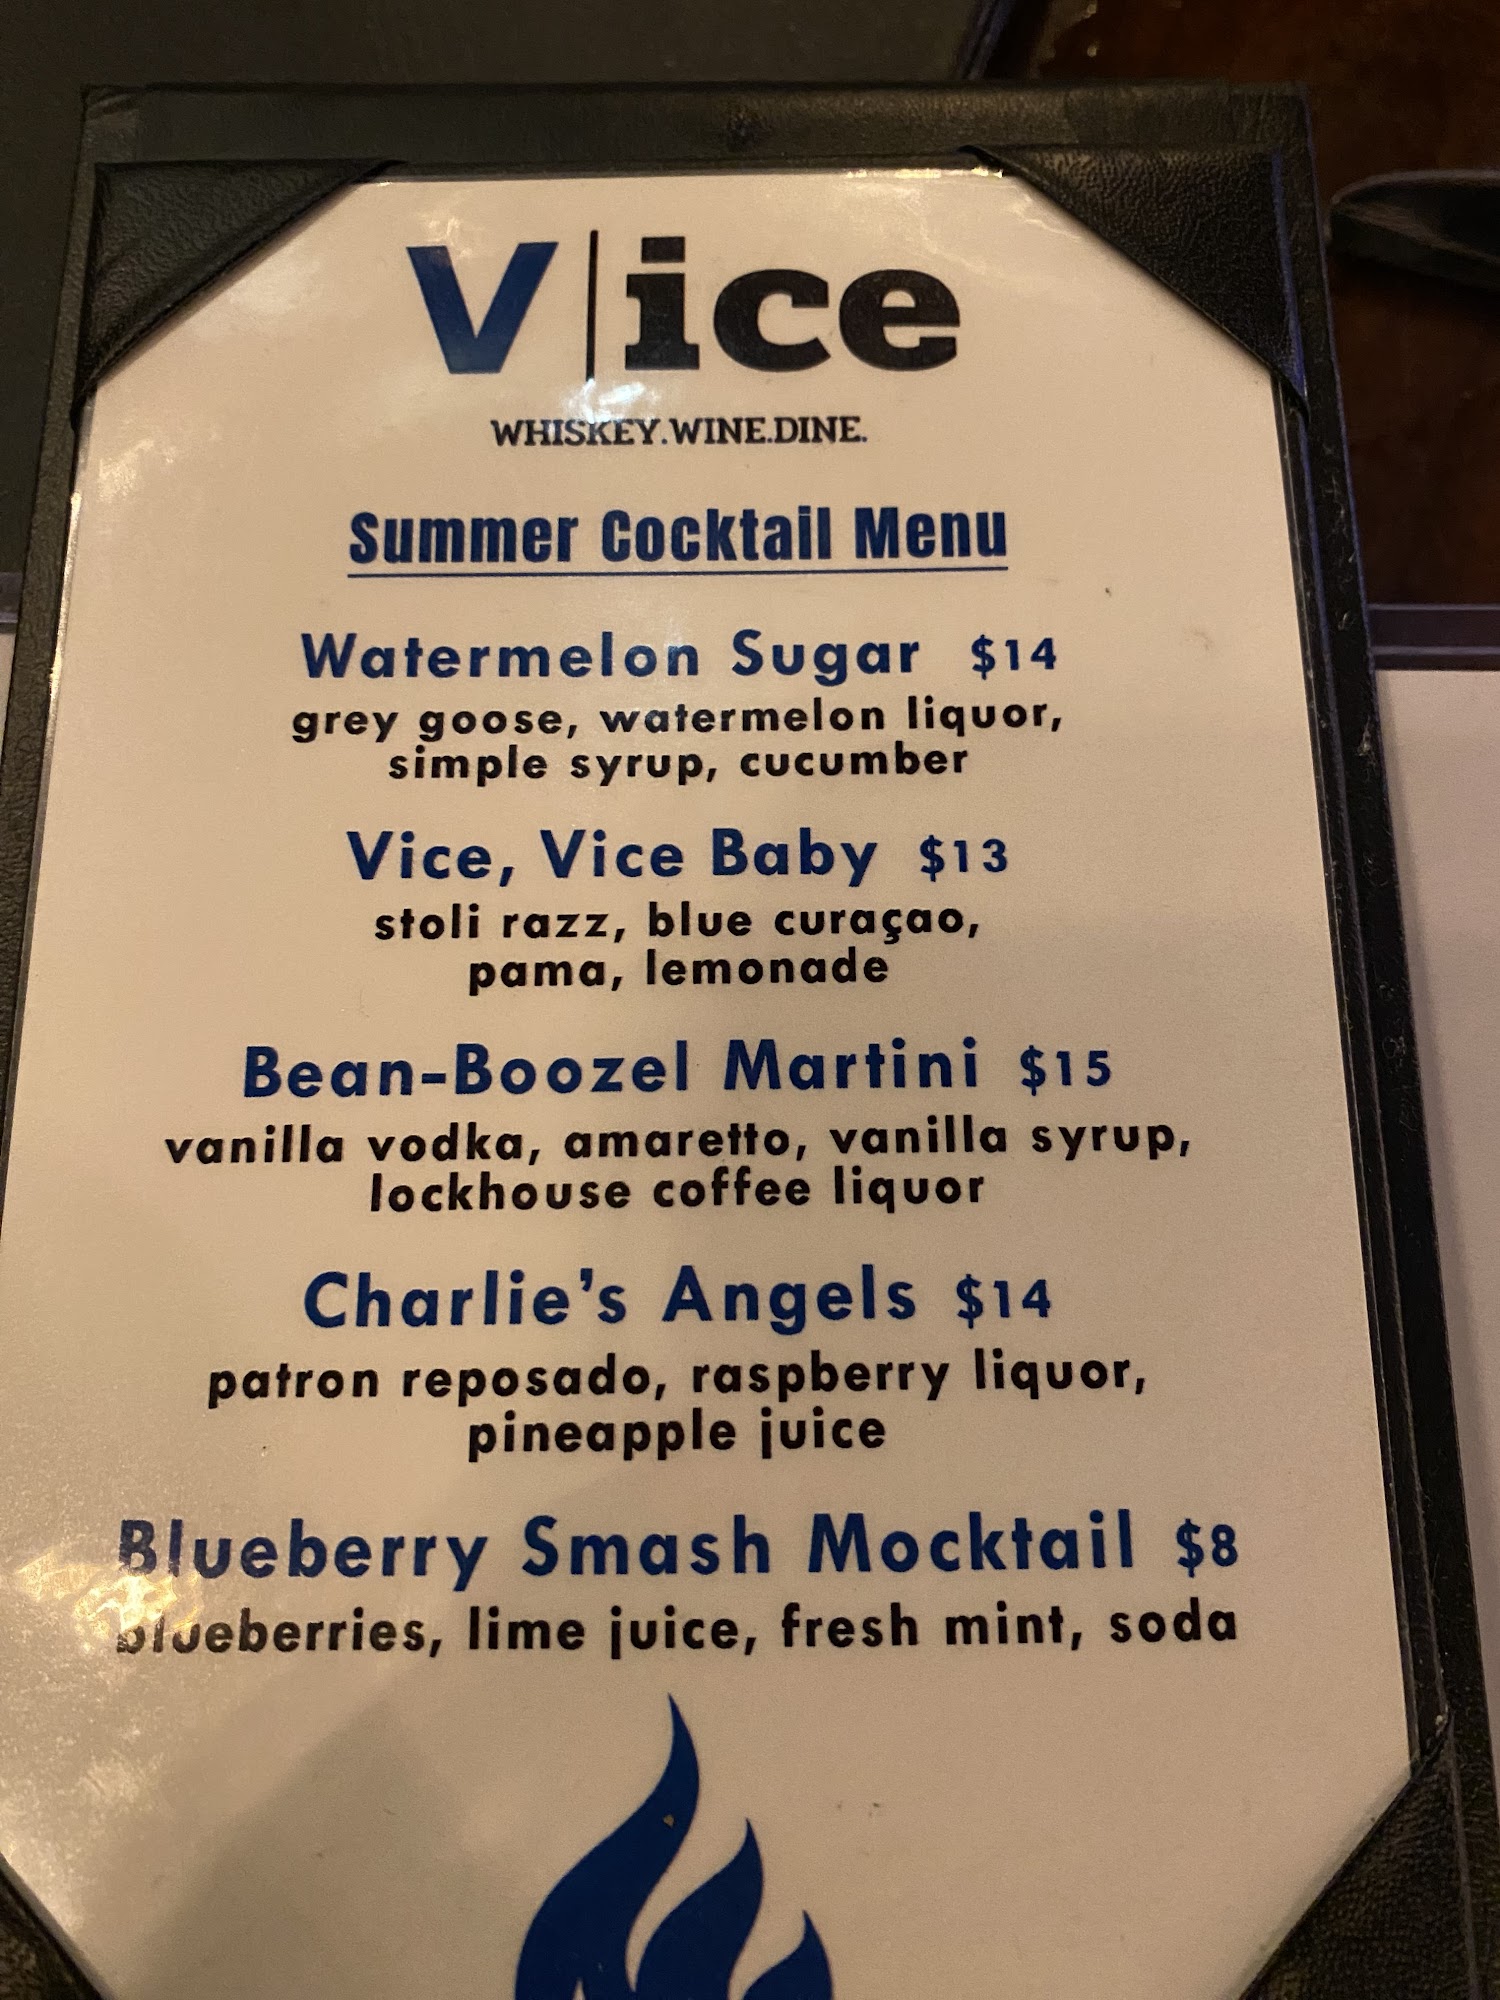 V|ice
WHISKEY.WINE.DINE.
Summer Cocktail Menu
Watermelon Sugar $14
grey goose, watermelon liquor,
simple syrup, cucumber
Vice, Vice Baby $13
stoli razz, blue curaçao,
pama, lemonade
Bean-Boozel Martini $15
vanilla vodka, amaretto, vanilla syrup,
lockhouse coffee liquor
Charlie's Angels $14
patron reposado, raspberry liquor,
pineapple juice
Blueberry Smash Mocktail $8
blueberries, lime juice, fresh mint, soda